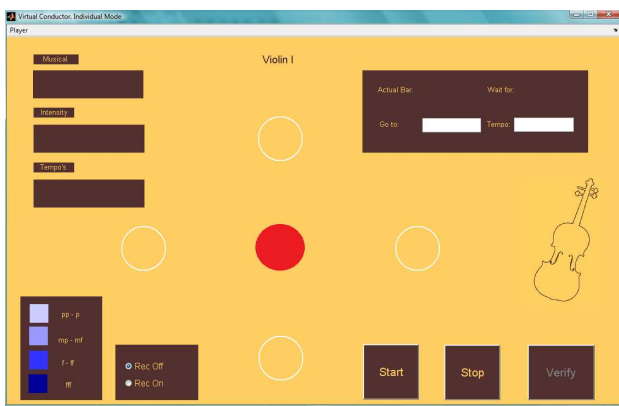 Virtual Conductor. Individual Mode
Player
Musical
Violin I
Actual Bar:
Wait for:
Go to:
Tempo:
Intensity
Tempo's
pp - p
mp - mf
f - ff
fff
Rec Off
Rec On
Start
Stop
Verify